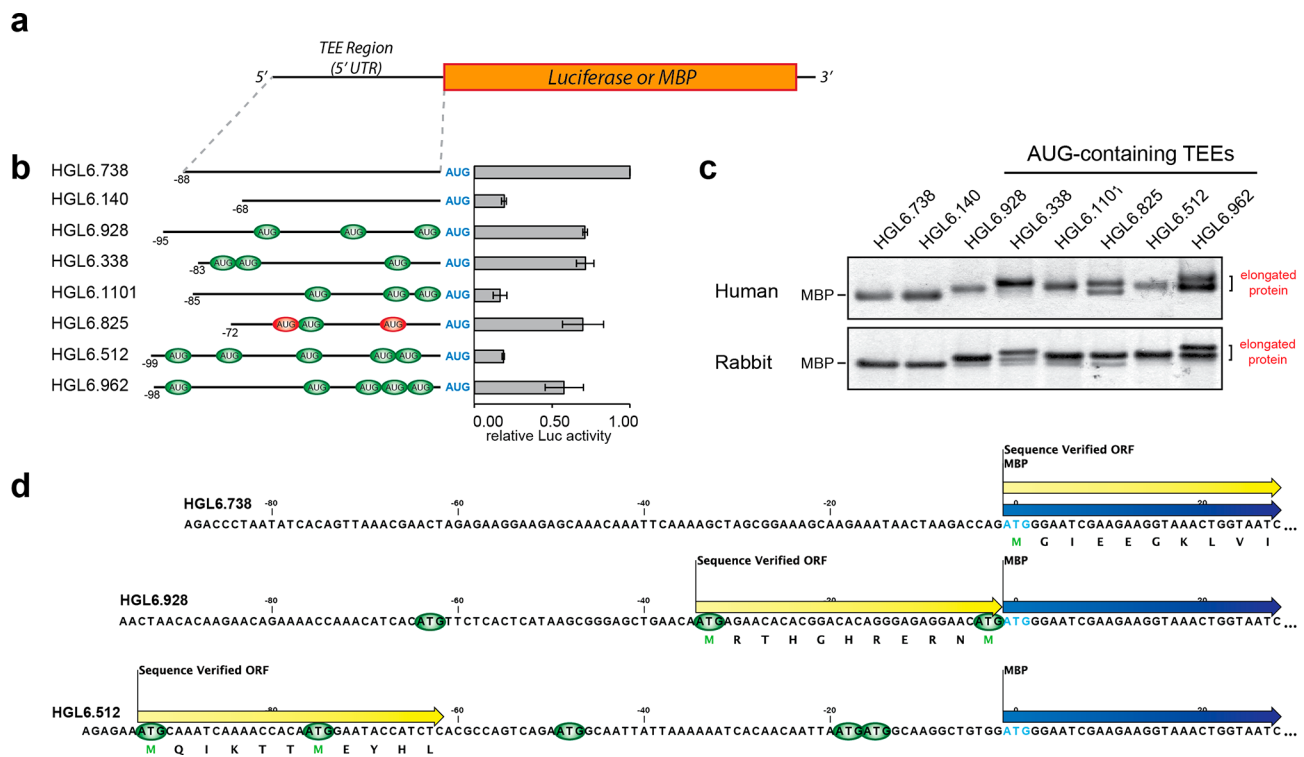 a
TEE Region
(5' UTR)
5'
Luciferase or MBP
3'
b
HGL6.738
-88
AUG
HGL6.140
-68
AUG
HGL6.928
-95
AUG AUG AUG
AUG
HGL6.338
-83
AUG AUG AUG
AUG
HGL6.1101
-85
AUG AUG AUG
AUG
HGL6.825
-72
AUG AUG AUG
AUG
HGL6.512
-99
AUG AUG AUG AUG AUG
AUG
HGL6.962
-98
AUG AUG AUG AUG AUG
AUG
0.00 0.50 1.00
relative Luc activity
c
AUG-containing TEEs
HGL6.738 HGL6.140 HGL6.928 HGL6.338 HGL6.1101 HGL6.825 HGL6.512 HGL6.962
Human
MBP
elongated
protein
Rabbit
MBP
elongated
protein
d
Sequence Verified ORF
MBP
HGL6.738
-80 -60 -40 -20 0 20
AGACCCTAATATCACAGTTAAACGAACTAGAGAAGGAAGAGCAAACAAATTCAAAAGCTAGCGGAAAGCAAGAAATAACTAAGACCAGATGGGAATCGAAGAAGGTAAACTGGTAATC...
M G I E E G K L V I
Sequence Verified ORF
MBP
HGL6.928
-80 -60 -40 0 20
AACTAACACAAGAACAGAAAACCAAACATCACATGTTCTCACTCATAAGCGGGAGCTGAACAATGAGAACACACGGACACAGGGAGAGGAACATGATGGGAATCGAAGAAGGTAAACTGGTAATC...
M R T H G H R E R N M
Sequence Verified ORF
MBP
HGL6.512
-80 -60 -40 -20 0 20
AGAGAAATGCAAATCAAAACCACAATGGAATACCATCTCACGCCAGTCAGAATGGCAATTATTAAAAAATCACAACAATTAATGATGGCAAGGCTGTGGATGGGAATCGAAGAAGGTAAACTGGTAATC...
M Q I K T T M E Y H L